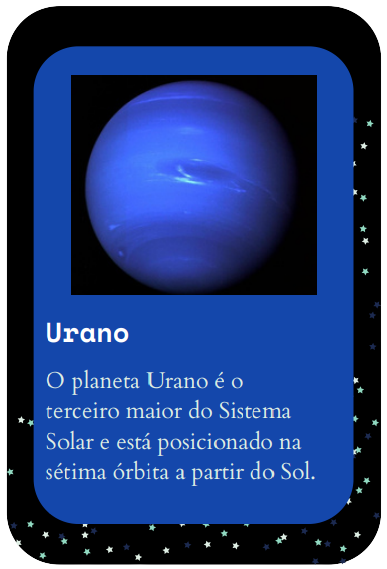 Urano
O planeta Urano é o
terceiro maior do Sistema
Solar e está posicionado na
sétima órbita a partir do Sol.